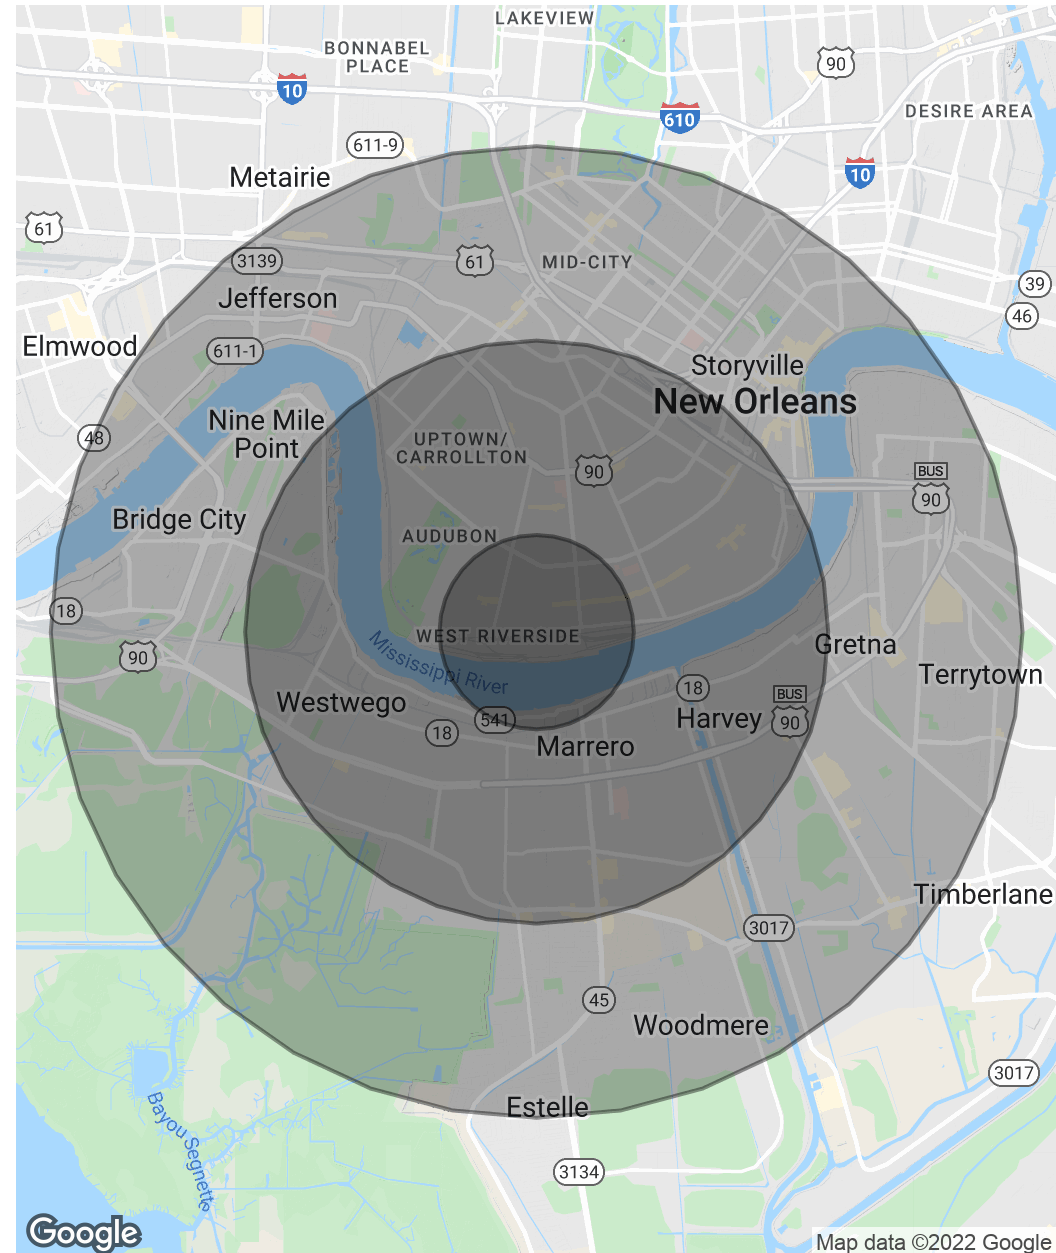 LAKEVIEW
BONNABEL
PLACE
90
10
610
DESIRE AREA
611-9
10
Metairie
61
3139
61
MID-CITY
39
Jefferson
46
Elmwood
611-1
Storyville
New Orleans
Nine Mile
Point
48
UPTOWN/
CARROLLTON
90
BUS
90
Bridge City
AUDUBON
18
WEST RIVERSIDE
90
Mississippi River
Gretna
Terrytown
18
BUS
90
Westwego
541
18
Harvey
Marrero
Timberlane
3017
45
Woodmere
3017
Estelle
Bayou Segnette
3134
Google
Map data ©2022 Google